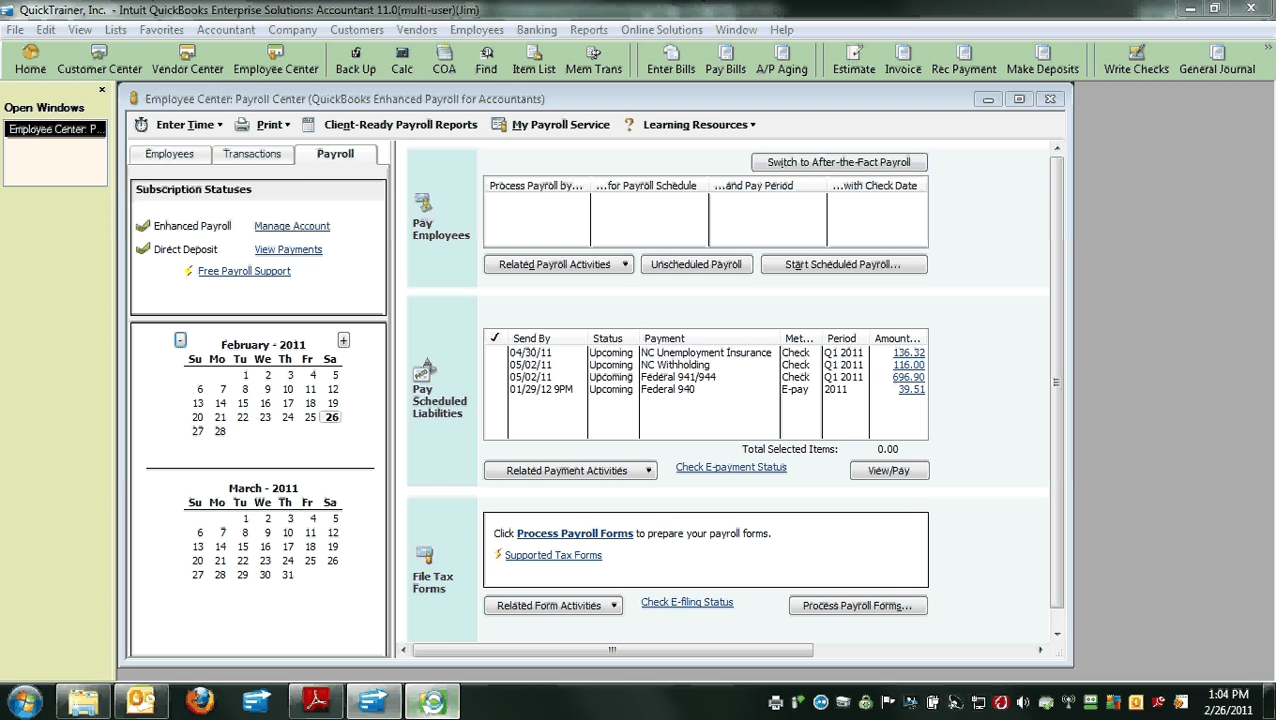 QuickTrainer, Inc. - Intuit QuickBooks Enterprise Solutions: Accountant 11.0(multi-user)(Jim)
File Edit View Lists Favorites Accountant Company Customers Vendors Employees Banking Reports Online Solutions Window Help
Home Customer Center Vendor Center Employee Center Back Up Calc COA Find Item List Mem Trans Enter Bills Pay Bills A/P Aging Estimate Invoice Rec Payment Make Deposits Write Checks General Journal
Open Windows
Employee Center: P...
Employee Center: Payroll Center (QuickBooks Enhanced Payroll for Accountants)
Enter Time Print Client-Ready Payroll Reports My Payroll Service ? Learning Resources
Employees Transactions Payroll
Subscription Statuses
Enhanced Payroll Manage Account
Direct Deposit View Payments
Free Payroll Support
- February - 2011 +
Su Mo Tu We Th Fr Sa
1 2 3 4 5
6 7 8 9 10 11 12
13 14 15 16 17 18 19
20 21 22 23 24 25 26
27 28
March - 2011
Su Mo Tu We Th Fr Sa
1 2 3 4 5
6 7 8 9 10 11 12
13 14 15 16 17 18 19
20 21 22 23 24 25 26
27 28 29 30 31
Switch to After-the-Fact Payroll
Pay Employees
Process Payroll by... ...for Payroll Schedule ...and Pay Period ...with Check Date
Related Payroll Activities Unscheduled Payroll Start Scheduled Payroll...
Pay Scheduled Liabilities
✓ Send By Status Payment Met... Period Amount...
04/30/11 Upcoming NC Unemployment Insurance Check Q1 2011 136.32
05/02/11 Upcoming NC Withholding Check Q1 2011 116.00
05/02/11 Upcoming Federal 941/944 Check Q1 2011 696.90
01/29/12 9PM Upcoming Federal 940 E-pay 2011 39.51
Total Selected Items: 0.00
Related Payment Activities Check E-payment Status View/Pay
File Tax Forms
Click Process Payroll Forms to prepare your payroll forms.
Supported Tax Forms
Related Form Activities Check E-filing Status Process Payroll Forms...
1:04 PM
2/26/2011